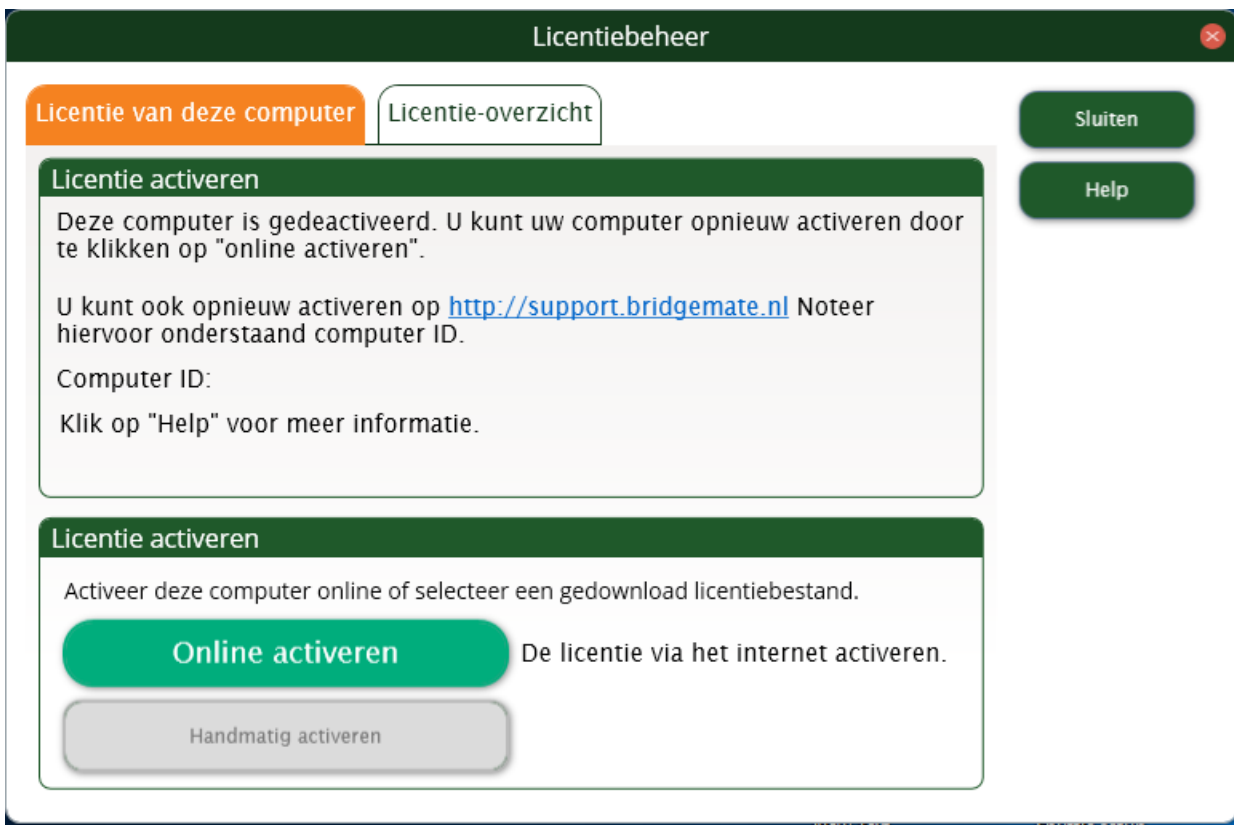 Licentiebeheer
Licentie van deze computer
Licentie-overzicht
Sluiten
Help
Licentie activeren
Deze computer is gedeactiveerd. U kunt uw computer opnieuw activeren door
te klikken op "online activeren".
U kunt ook opnieuw activeren op http://support.bridgemate.nl Noteer
hiervoor onderstaand computer ID.
Computer ID:
Klik op "Help" voor meer informatie.
Licentie activeren
Activeer deze computer online of selecteer een gedownload licentiebestand.
Online activeren
De licentie via het internet activeren.
Handmatig activeren